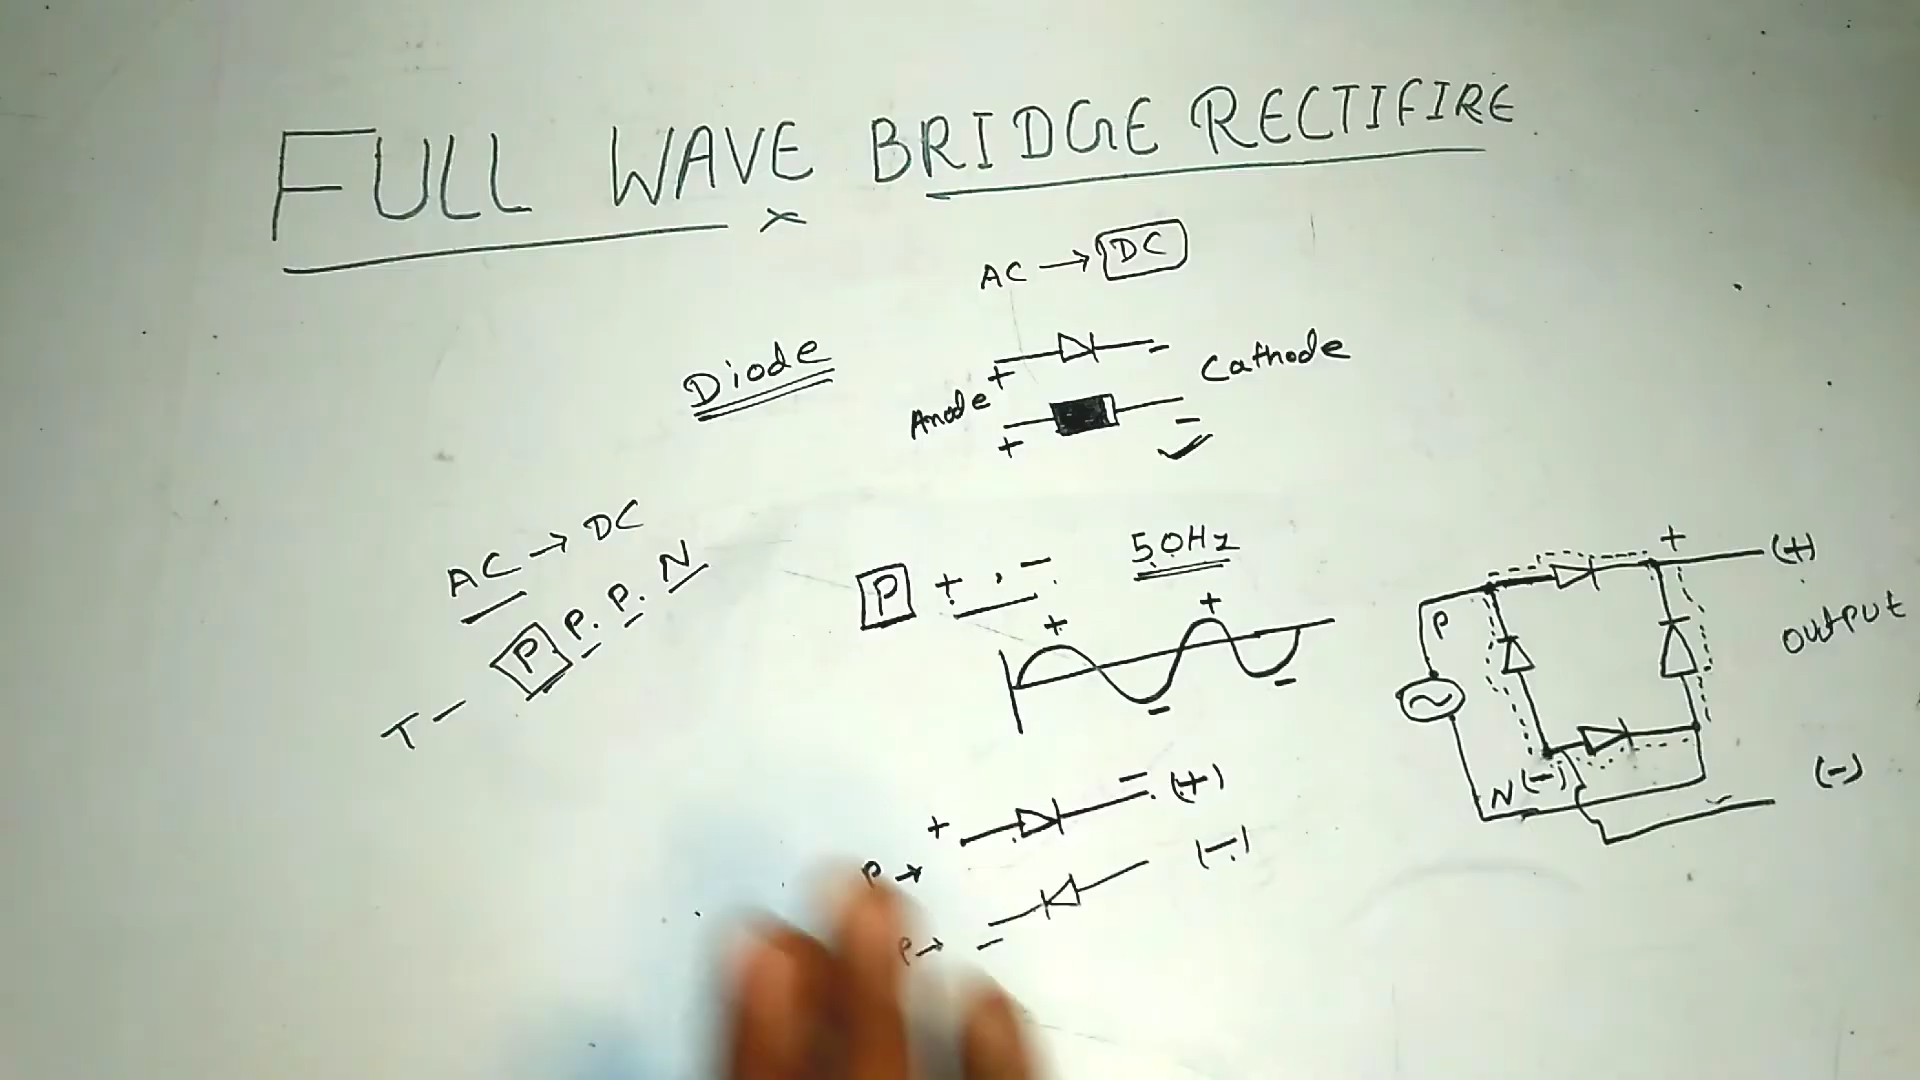 FULL WAVE BRIDGE RECTIFIRE
AC → DC
Diode
+ -
Cathode
Anode
+ -
AC → DC
T - P P. P. N
P + , -
50Hz
+ +
- -
+ - (+)
P →
(-)
P → -
+ (+)
P
OUTPUT
N (-)
(-)